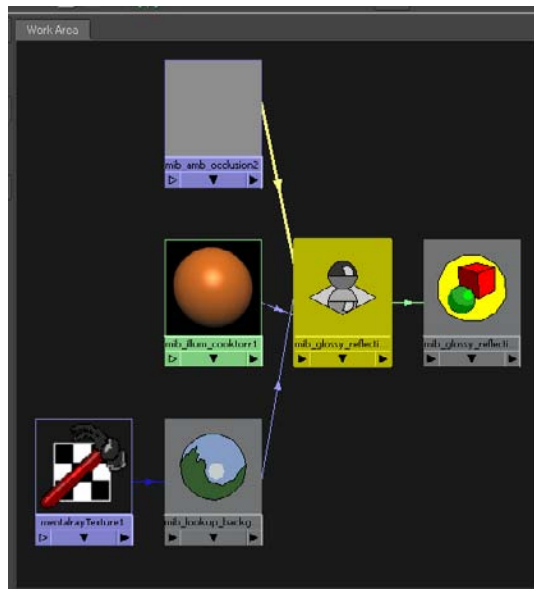 Work Area
mib_amb_occlusion2
mib_illum_cooktorr1
mib_glossy_reflecti...
mib_glossy_reflecti...
mentalrayTexture1
mib_lookup_backg...